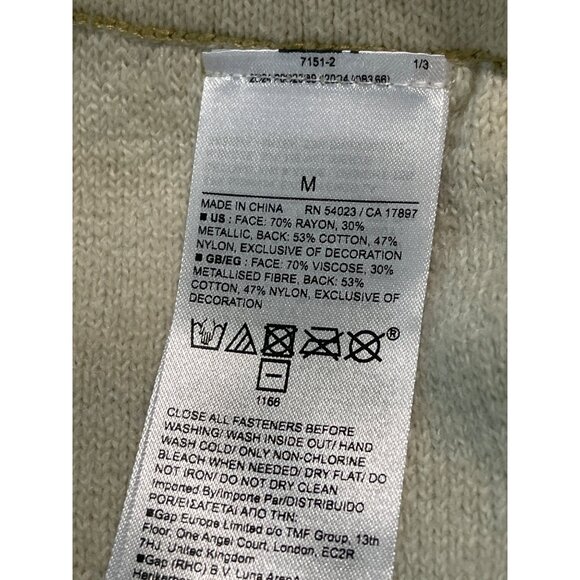 7151-2 1/3
M
MADE IN CHINA RN 54023 / CA 17897
■ US : FACE: 70% RAYON, 30%
METALLIC, BACK: 53% COTTON, 47%
NYLON, EXCLUSIVE OF DECORATION
■ GB/EG : FACE: 70% VISCOSE, 30%
METALLISED FIBRE, BACK: 53%
COTTON, 47% NYLON, EXCLUSIVE OF
DECORATION
®
1166
CLOSE ALL FASTENERS BEFORE
WASHING/ WASH INSIDE OUT/ HAND
WASH COLD/ ONLY NON-CHLORINE
BLEACH WHEN NEEDED/ DRY FLAT/ DO
NOT IRON/ DO NOT DRY CLEAN
Imported By/Importe Par/DISTRIBUIDO
POR/ΕΙΣΑΓΕΤΑΙ ΑΠΟ ΤΗΝ:
■Gap Europe Limited c/o TMF Group, 13th
Floor, One Angel Court, London, EC2R
7HJ, United Kingdom
■Gap (RHC) B.V. Luna Arena